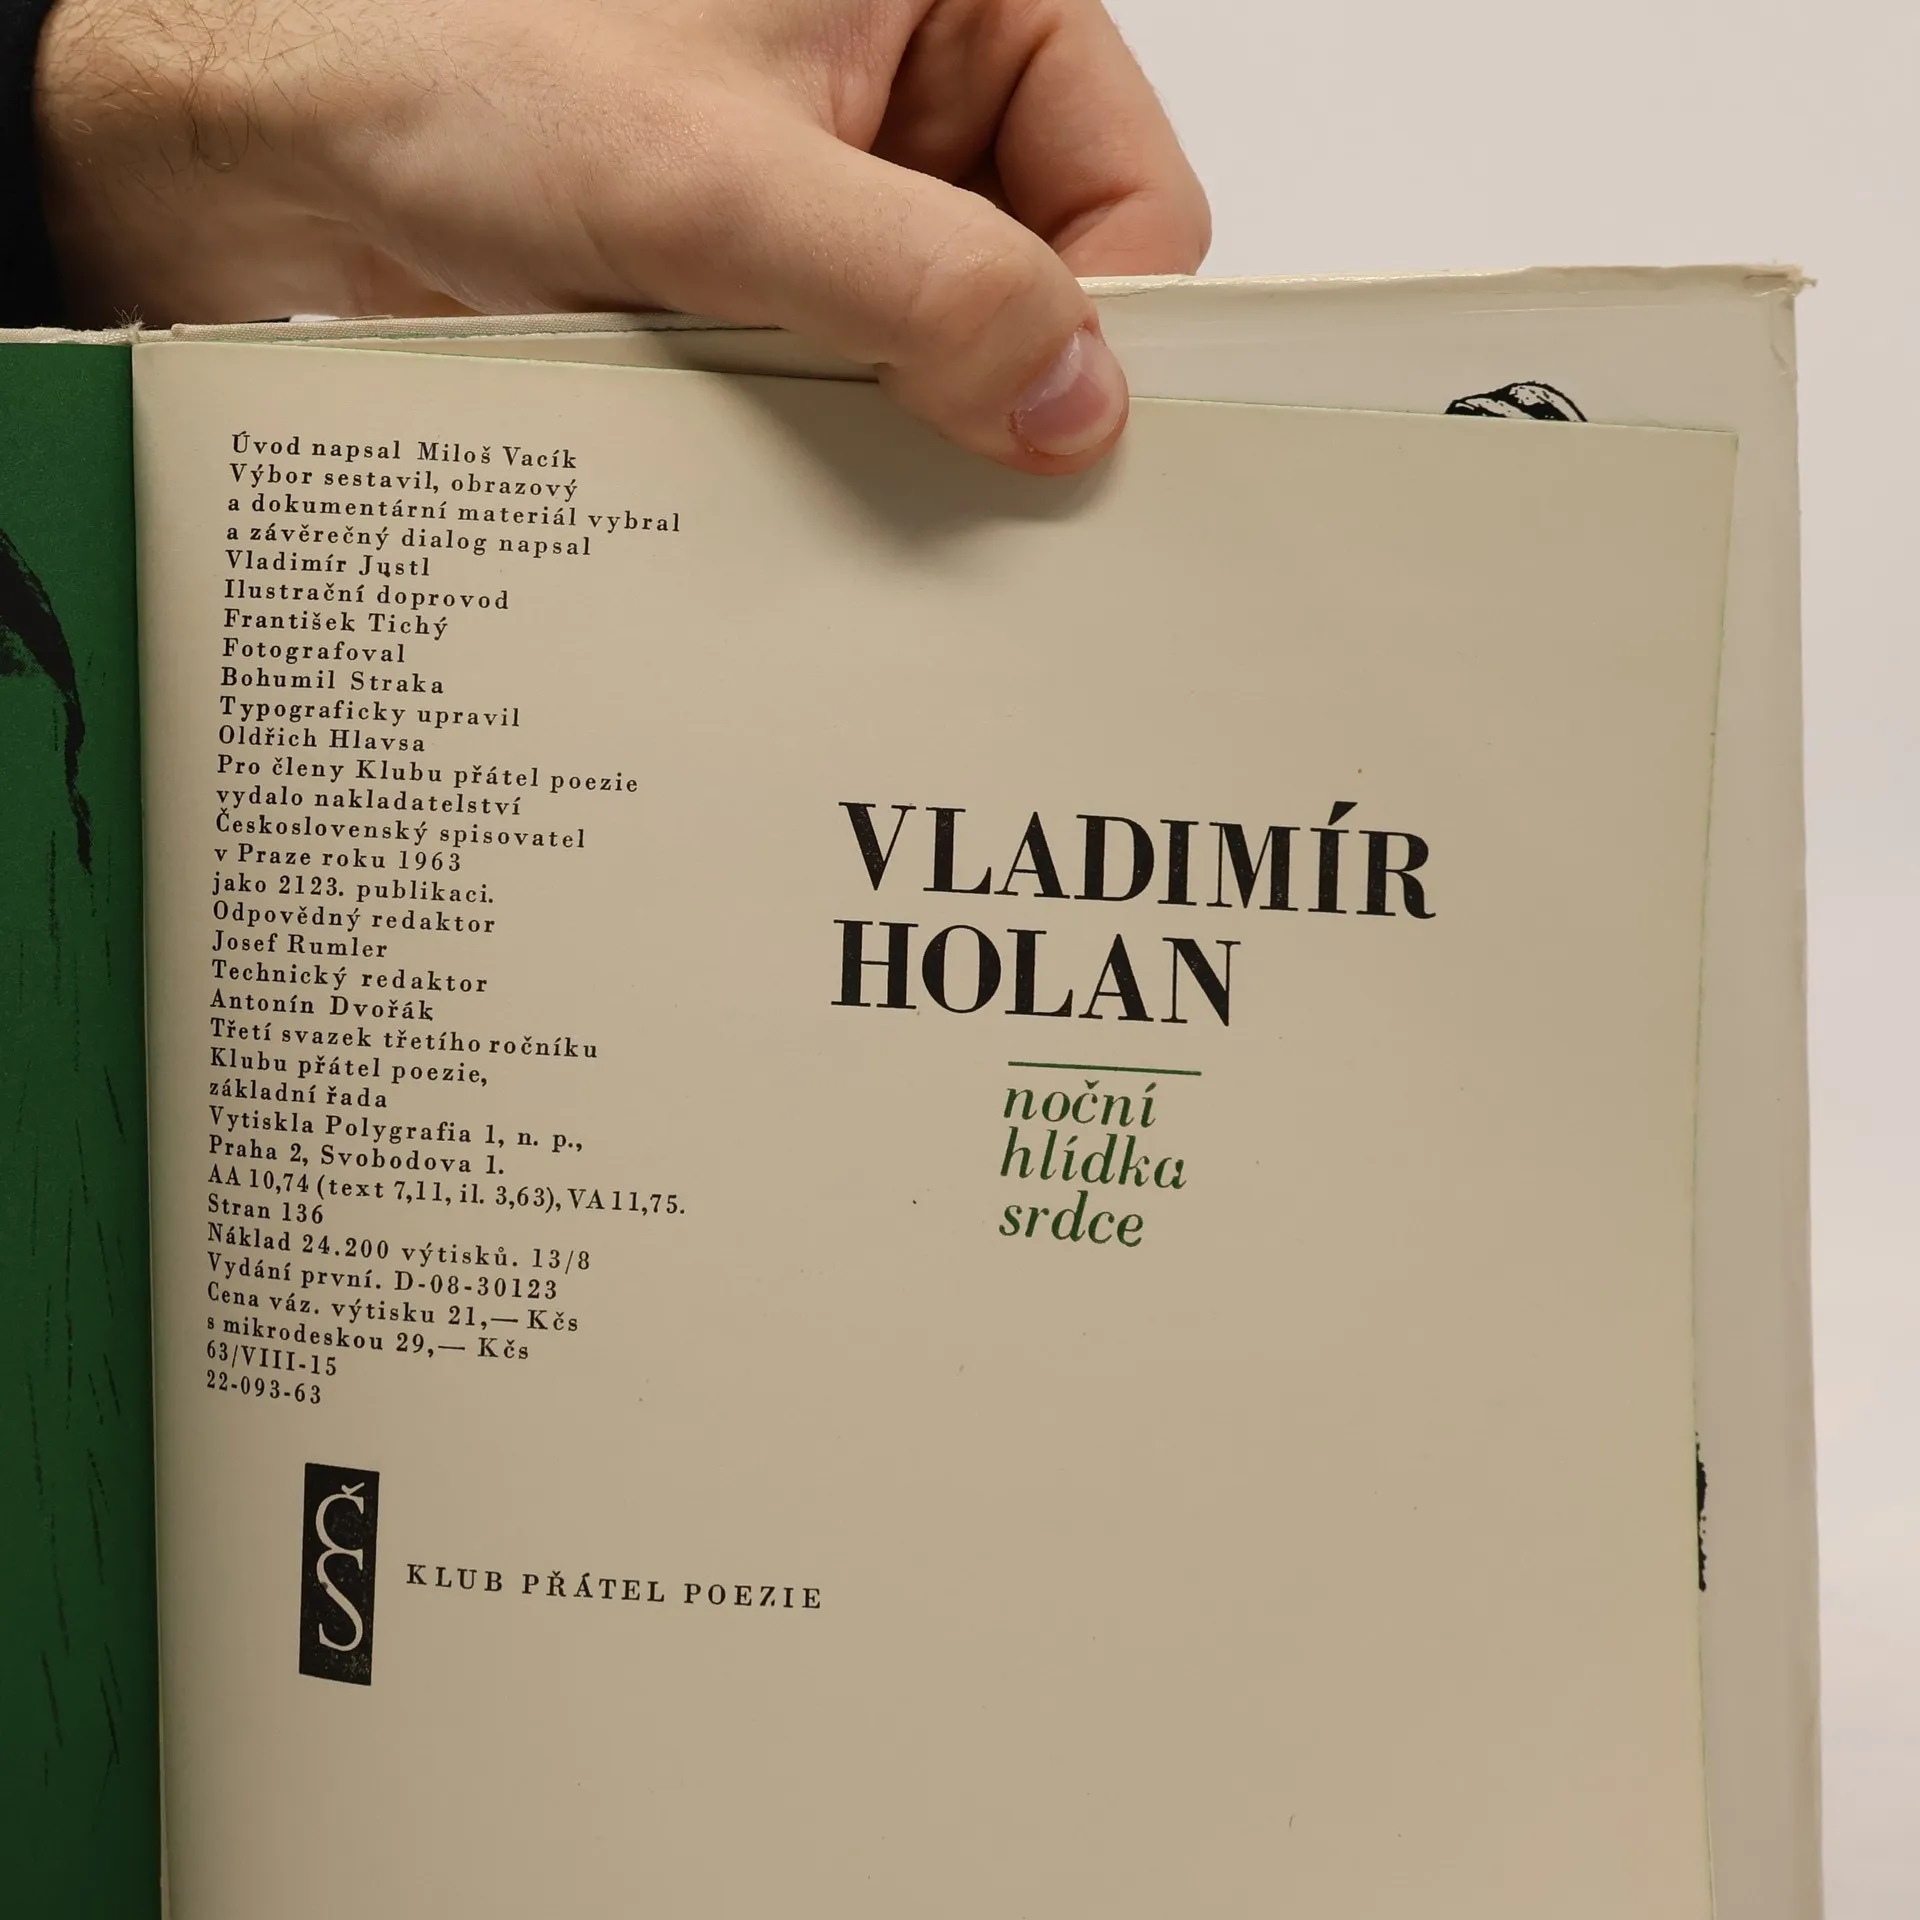 Úvod napsal Miloš Vacík
Výbor sestavil, obrazový
a dokumentární materiál vybral
a závěrečný dialog napsal
Vladimír Justl
Ilustrační doprovod
František Tichý
Fotografoval
Bohumil Straka
Typograficky upravil
Oldřich Hlavsa
Pro členy Klubu přátel poezie
vydalo nakladatelství
Československý spisovatel
v Praze roku 1963
jako 2123. publikaci.
Odpovědný redaktor
Josef Rumler
Technický redaktor
Antonín Dvořák
Třetí svazek třetího ročníku
Klubu přátel poezie,
základní řada
Vytiskla Polygrafia 1, n. p.,
Praha 2, Svobodova 1.
AA 10,74 (text 7,11, il. 3,63), VA 11,75.
Stran 136
Náklad 24.200 výtisků. 13/8
Vydání první. D-08-30123
Cena váz. výtisku 21,— Kčs
s mikrodeskou 29,— Kčs
63/VIII-15
22-093-63
VLADIMÍR
HOLAN
noční
hlídka
srdce
ČS
KLUB PŘÁTEL POEZIE